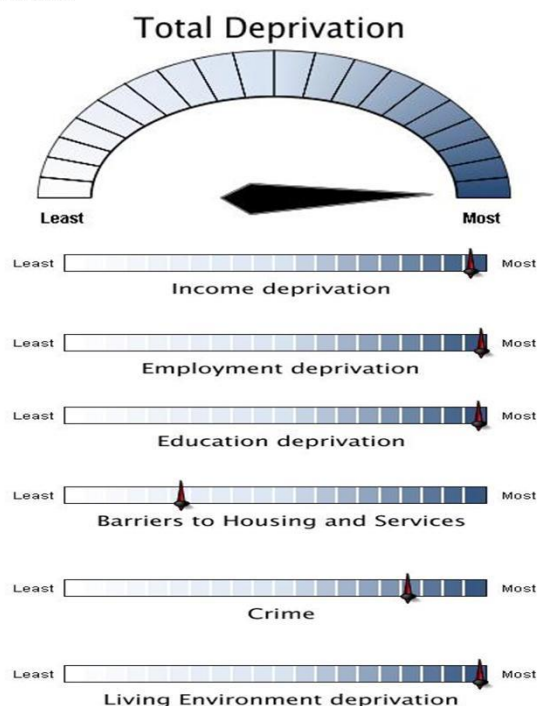 Total Deprivation
Least Most
Least Most
Income deprivation
Least Most
Employment deprivation
Least Most
Education deprivation
Least Most
Barriers to Housing and Services
Least Most
Crime
Least Most
Living Environment deprivation